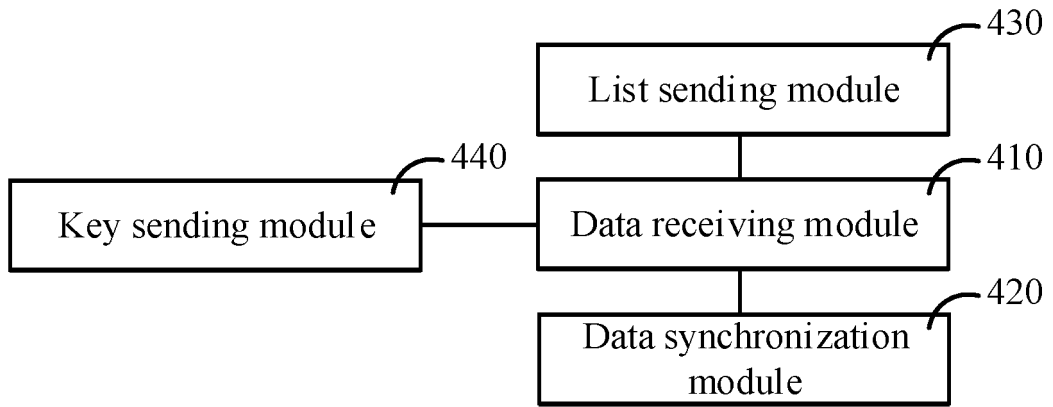 430
List sending module
440
410
Key sending module
Data receiving module
420
Data synchronization
module